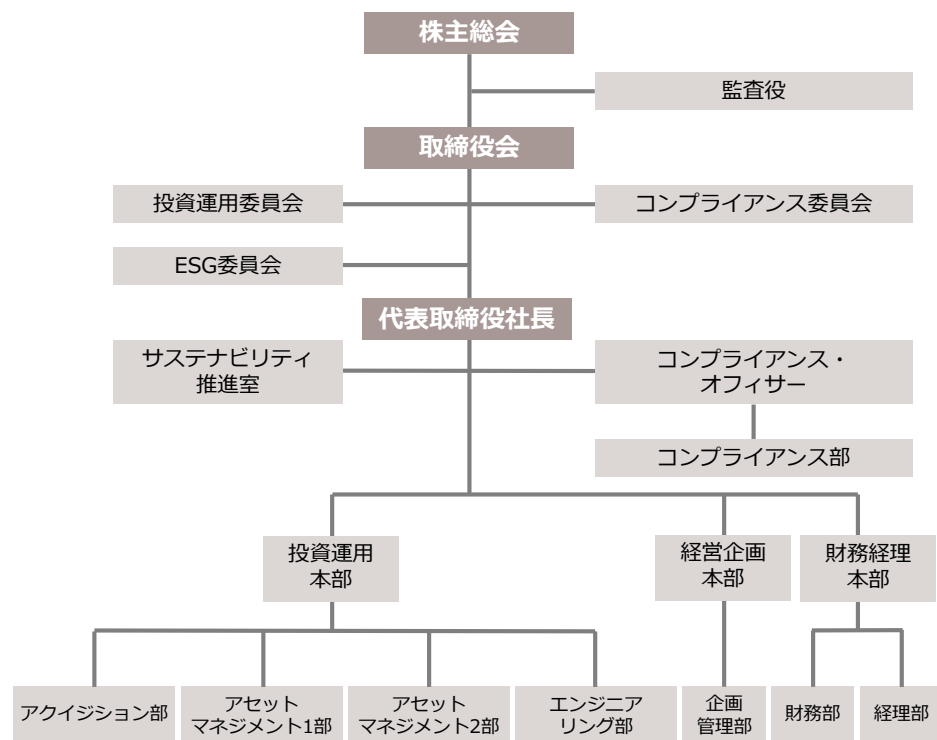 株主総会
監査役
取締役会
投資運用委員会
コンプライアンス委員会
ESG委員会
代表取締役社長
サステナビリティ
推進室
コンプライアンス・
オフィサー
コンプライアンス部
投資運用
本部
経営企画
本部
財務経理
本部
アクイジション部
アセット
マネジメント1部
アセット
マネジメント2部
エンジニア
リング部
企画
管理部
財務部
経理部